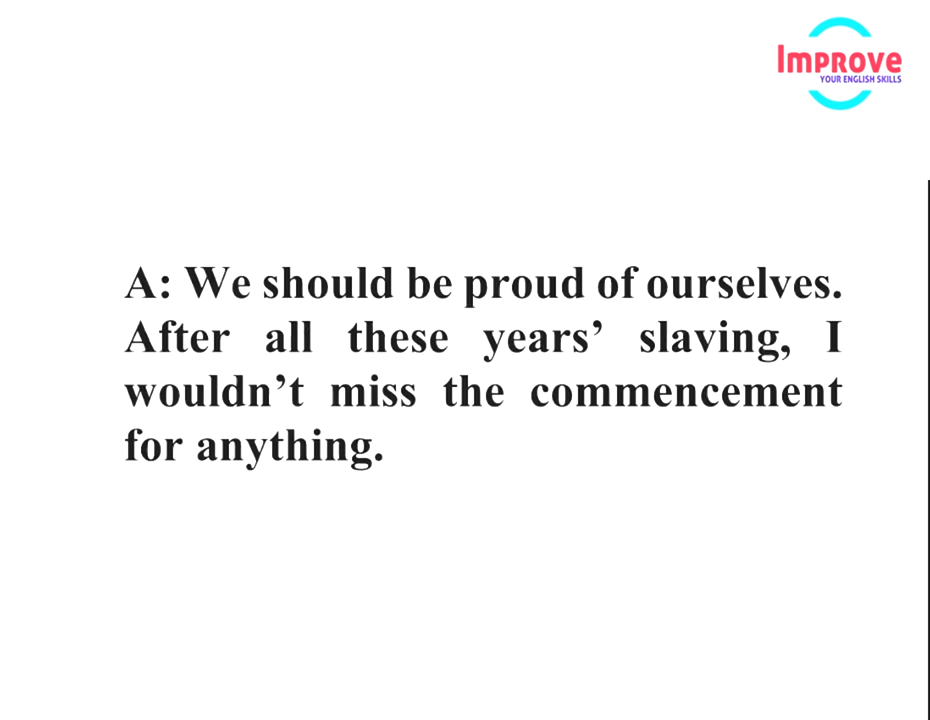 Improve
YOUR ENGLISH SKILLS
A: We should be proud of ourselves.
After all these years’ slaving, I
wouldn’t miss the commencement
for anything.